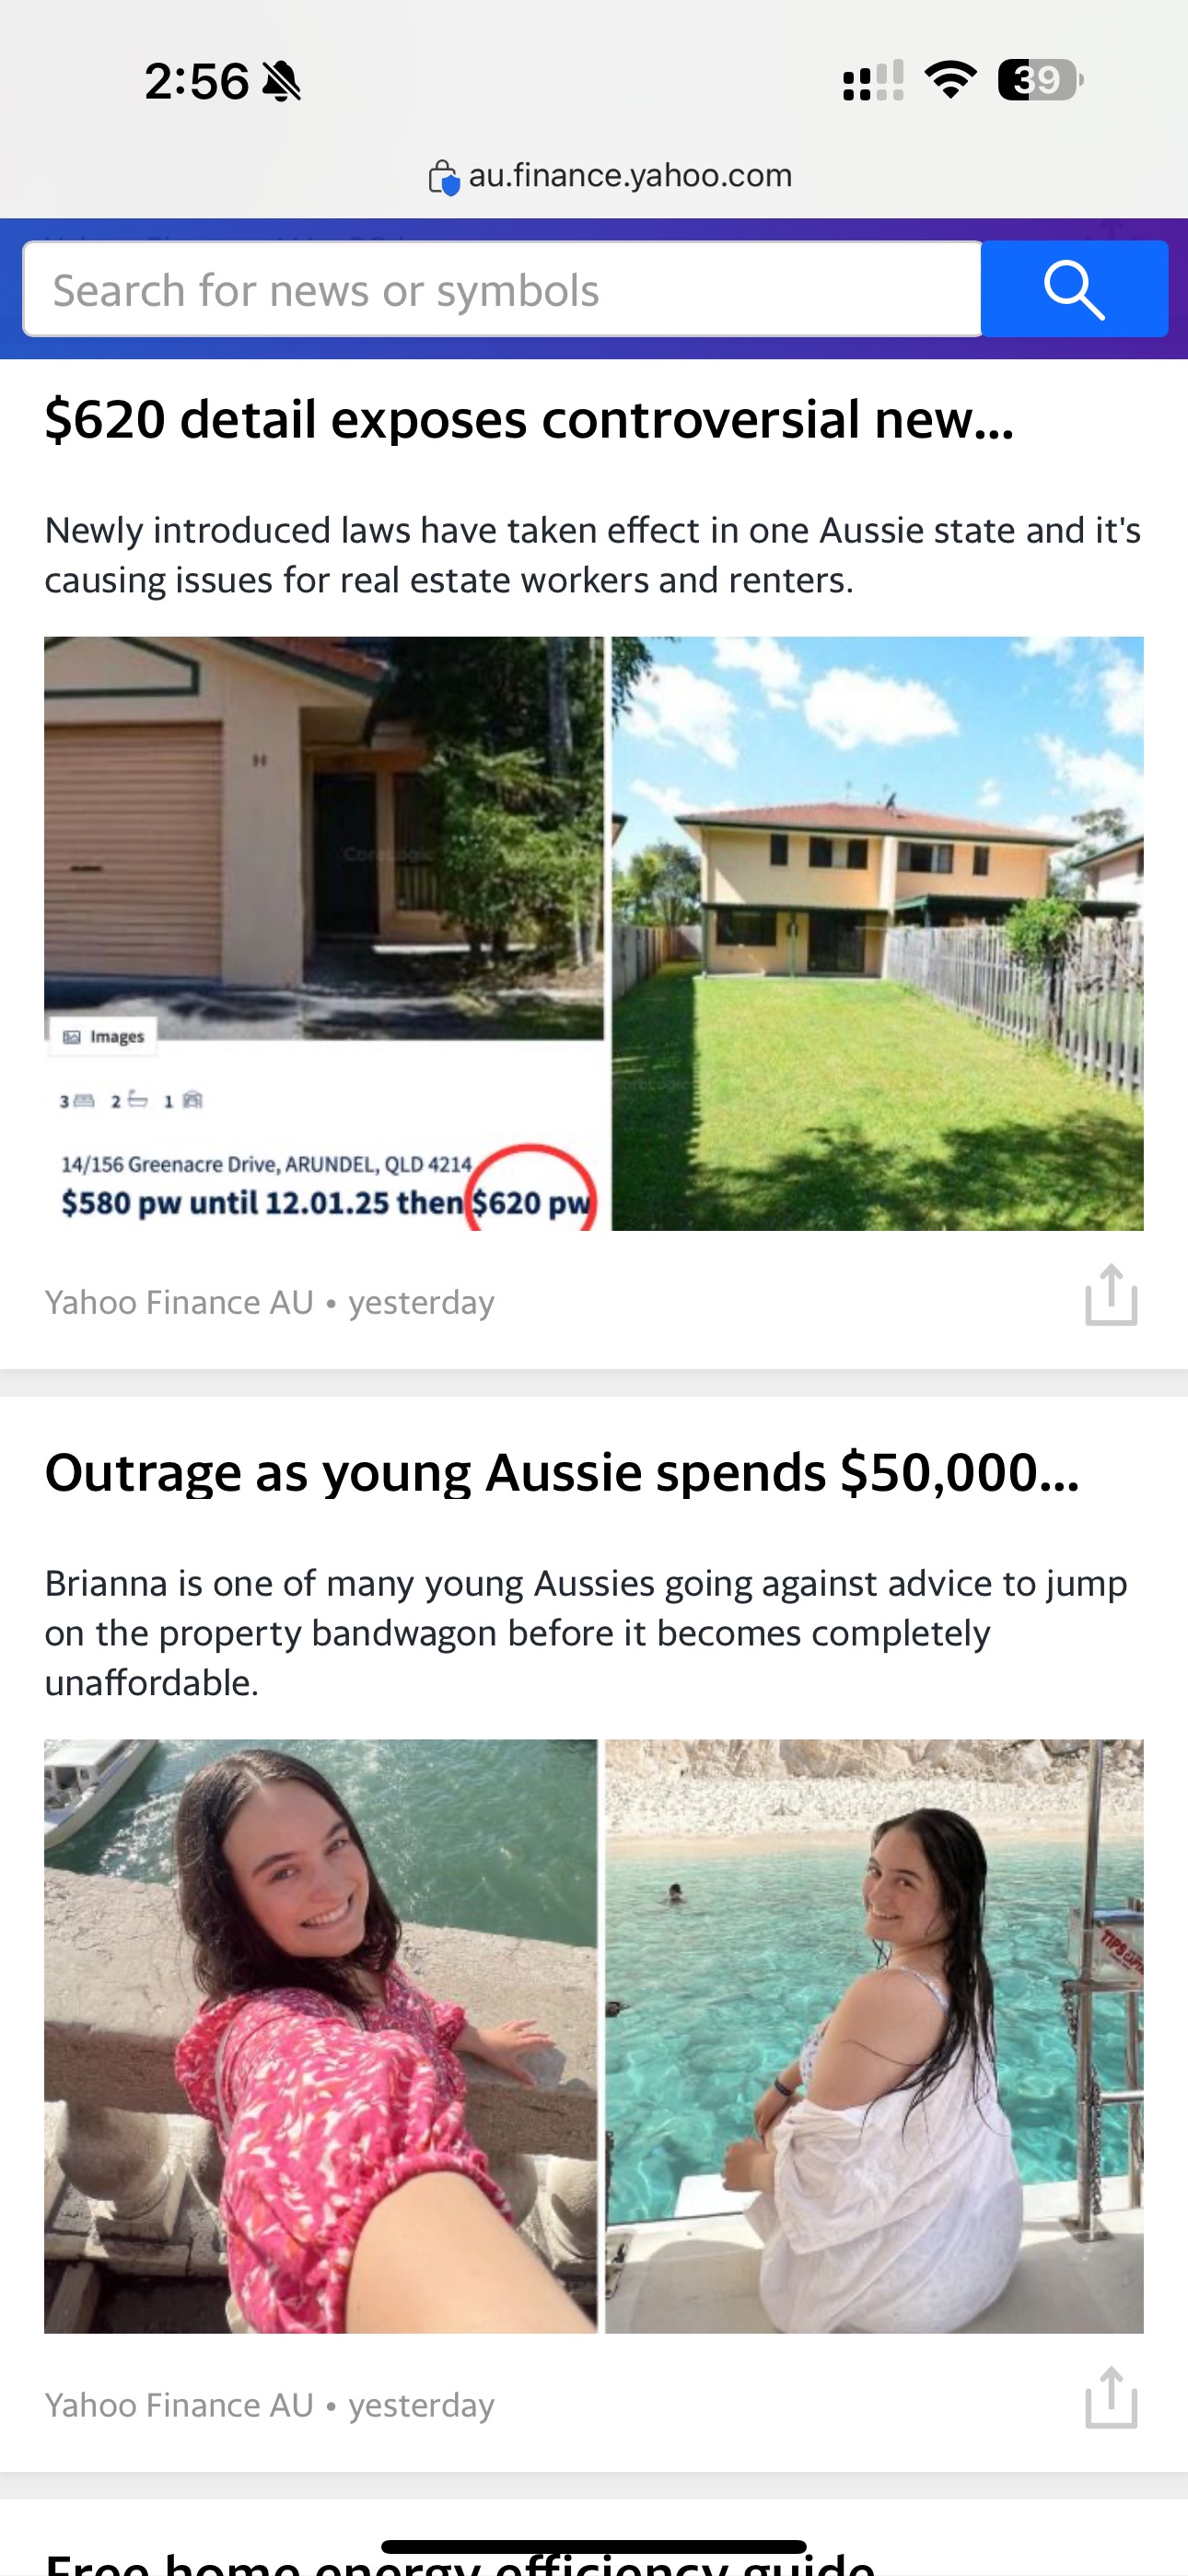 2:56
39
au.finance.yahoo.com
Search for news or symbols
$620 detail exposes controversial new...
Newly introduced laws have taken effect in one Aussie state and it's
causing issues for real estate workers and renters.
CoreLogic
Images
3 2 1
14/156 Greenacre Drive, ARUNDEL, QLD 4214
$580 pw until 12.01.25 then $620 pw
Yahoo Finance AU • yesterday
Outrage as young Aussie spends $50,000...
Brianna is one of many young Aussies going against advice to jump
on the property bandwagon before it becomes completely
unaffordable.
TIPS
Yahoo Finance AU • yesterday
Free home energy efficiency guide